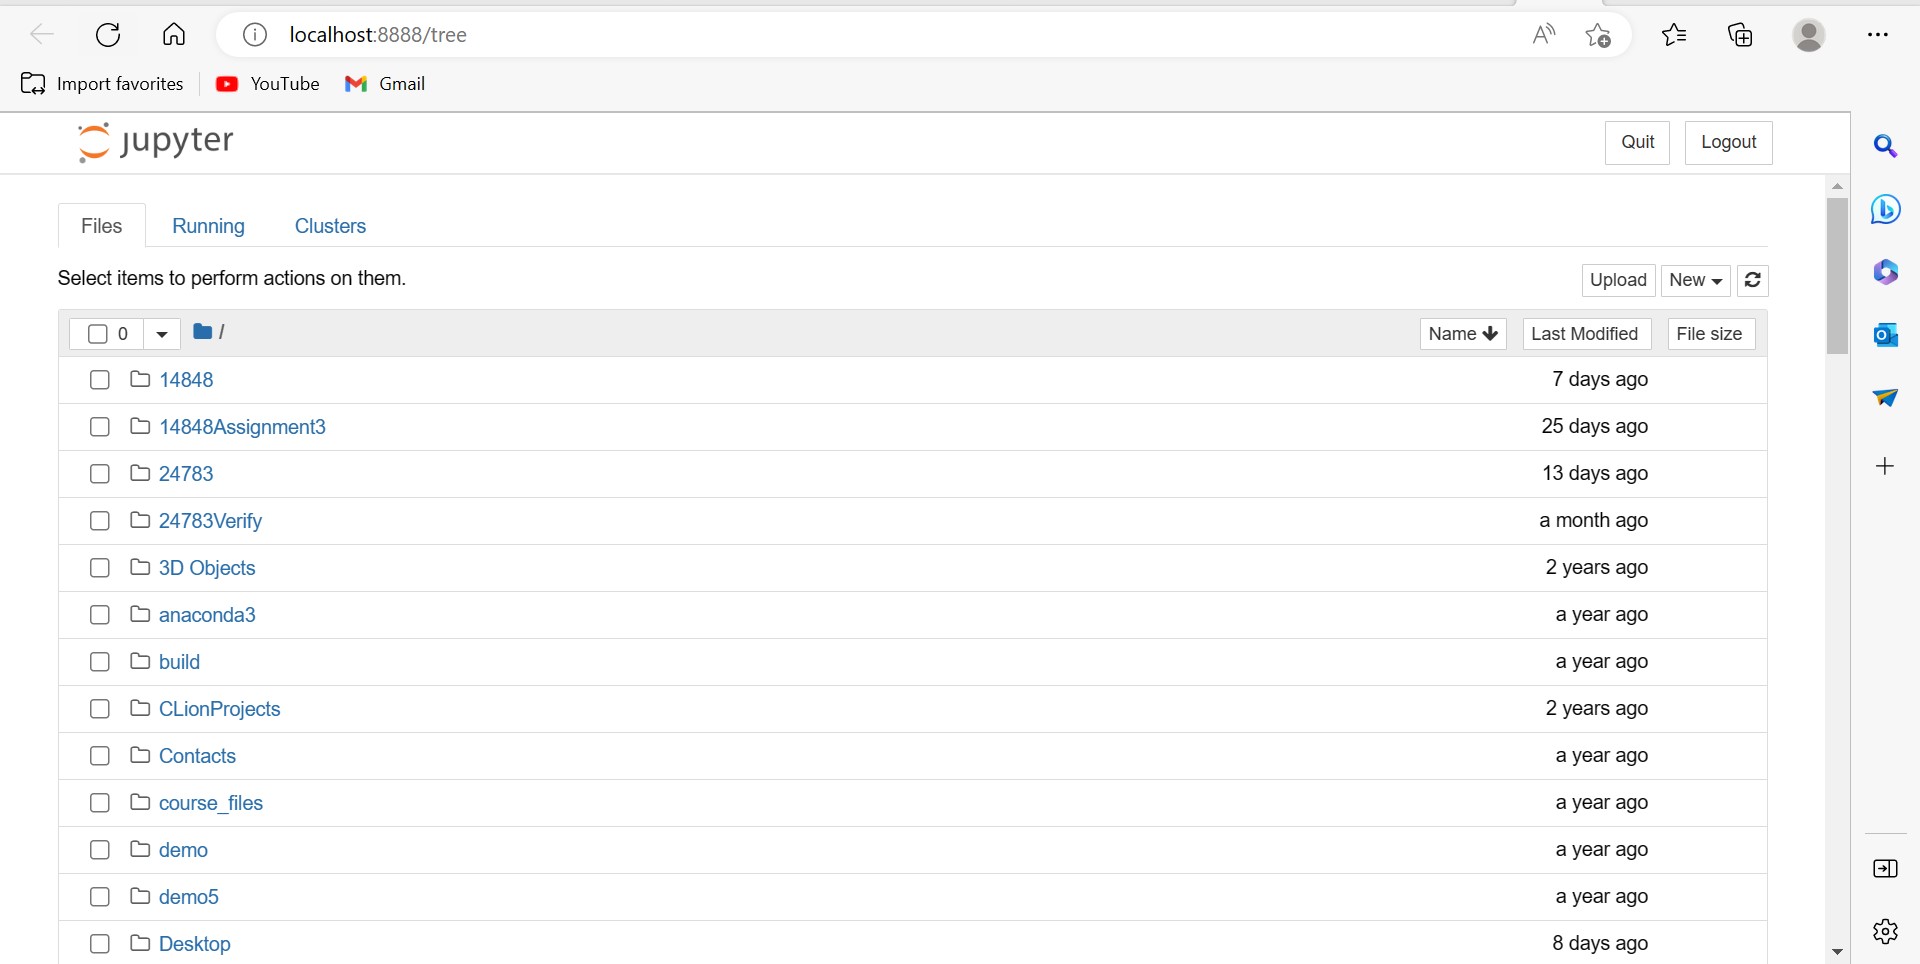 localhost:8888/tree
Import favorites YouTube Gmail
jupyter Quit Logout
Files Running Clusters
Select items to perform actions on them. Upload New
0 / Name Last Modified File size
14848 7 days ago
14848Assignment3 25 days ago
24783 13 days ago
24783Verify a month ago
3D Objects 2 years ago
anaconda3 a year ago
build a year ago
CLionProjects 2 years ago
Contacts a year ago
course_files a year ago
demo a year ago
demo5 a year ago
Desktop 8 days ago